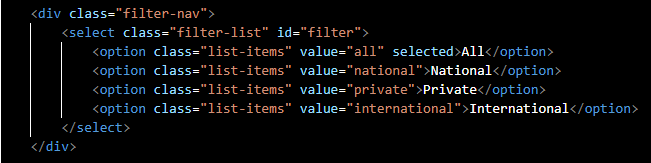 <div class="filter-nav">
<select class="filter-list" id="filter">
<option class="list-items" value="all" selected>All</option>
<option class="list-items" value="national">National</option>
<option class="list-items" value="private">Private</option>
<option class="list-items" value="international">International</option>
</select>
</div>